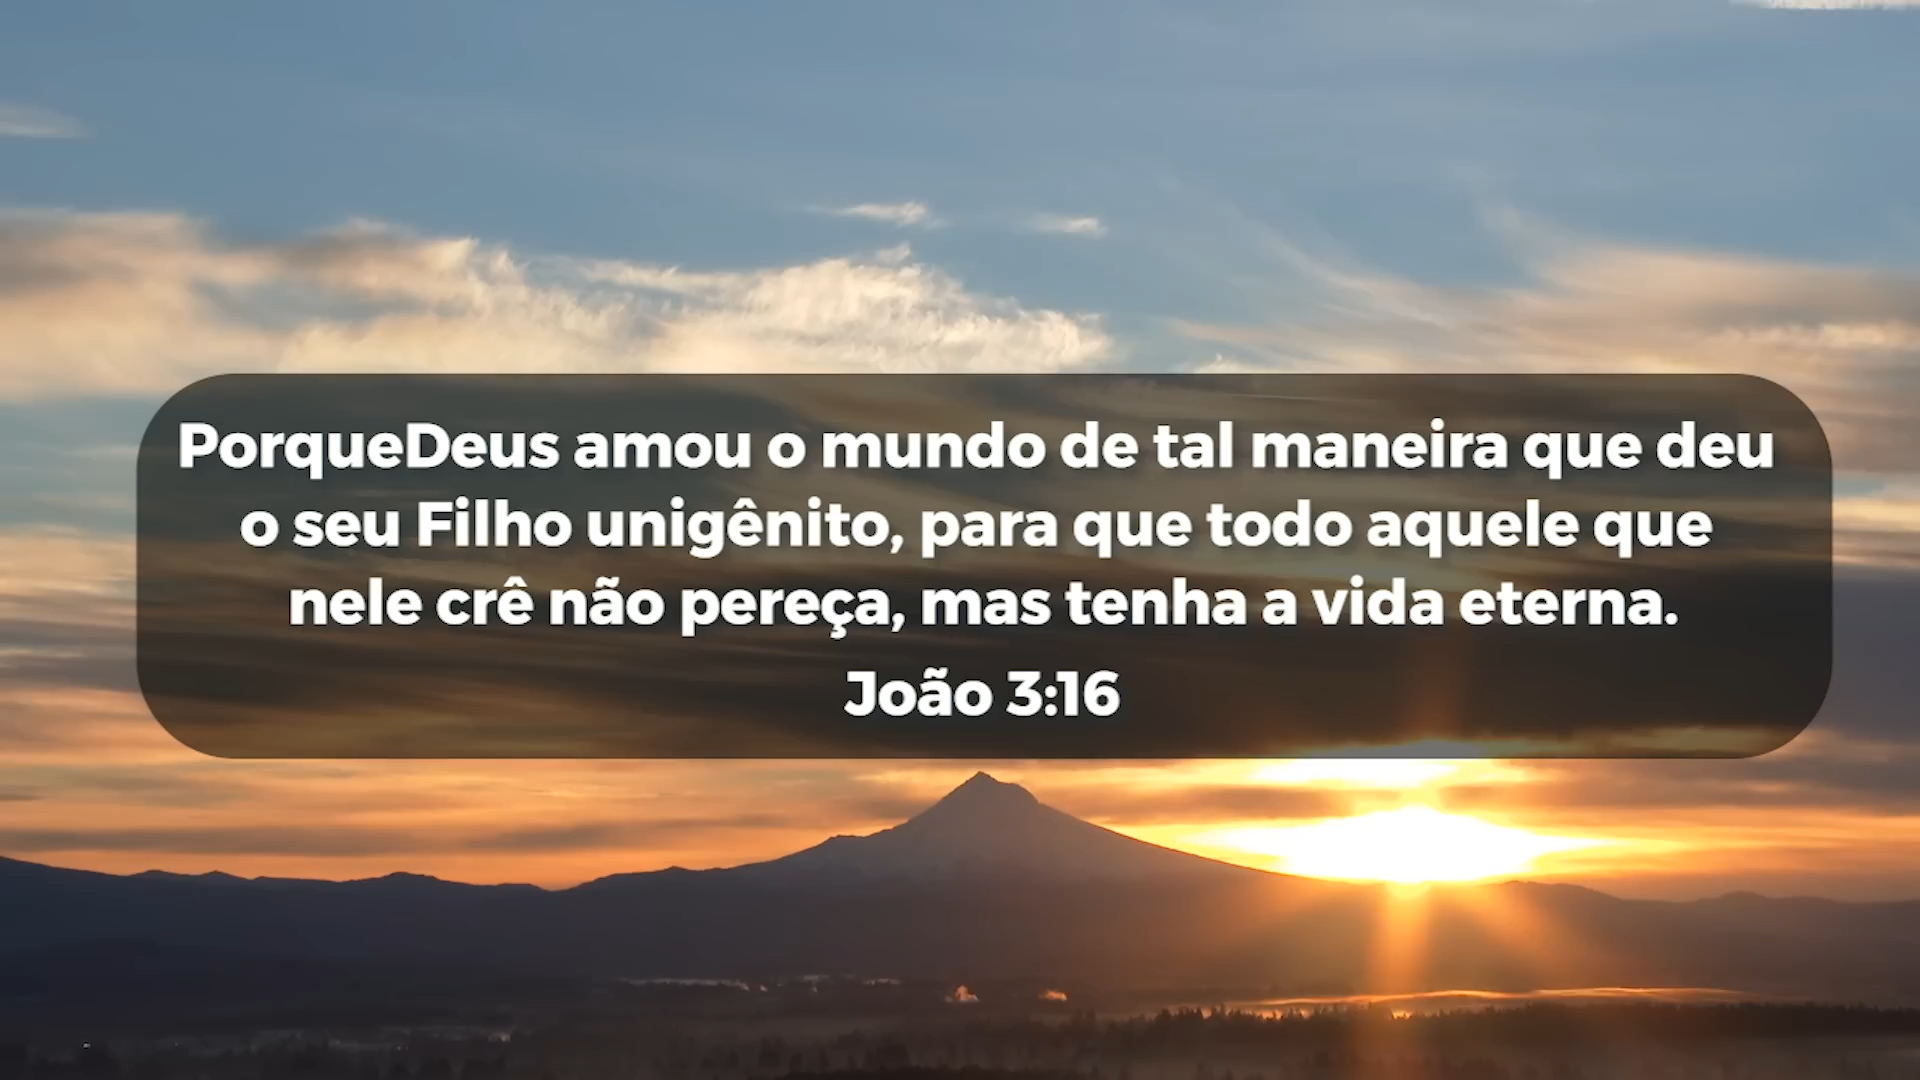 PorqueDeus amou o mundo de tal maneira que deu
o seu Filho unigênito, para que todo aquele que
nele crê não pereça, mas tenha a vida eterna.
João 3:16